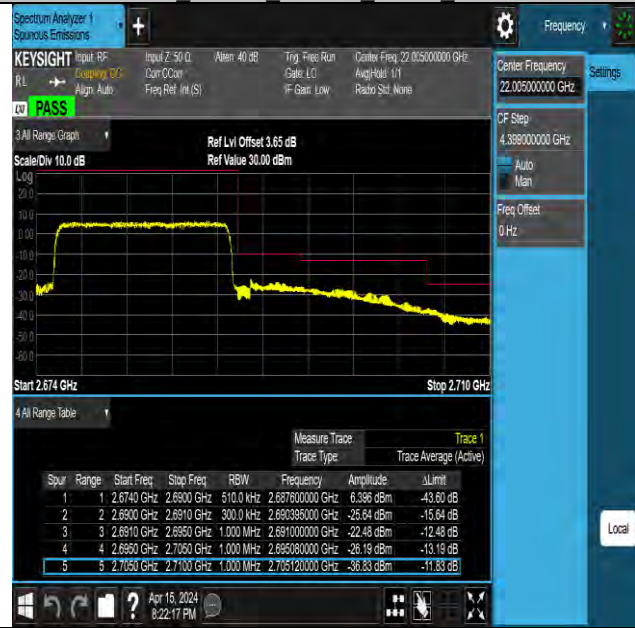 Spectrum Analyzer 1
Spurious Emissions
+
Frequency
KEYSIGHT Input: RF Input Z: 50 Ω Atten: 40 dB Trig: Free Run Center Freq: 22.005000000 GHz
RL Coupling: DC Corr CCorr Gate: LO Avg|Hold: 1/1
Align: Auto Freq Ref: Int (S) IF Gain: Low Radio Std: None
LXI PASS
Center Frequency
22.005000000 GHz
Settings
CF Step
4.399000000 GHz
Auto
Man
Freq Offset
0 Hz
3 All Range Graph
Ref Lvl Offset 3.65 dB
Scale/Div 10.0 dB Ref Value 30.00 dBm
Log
20.0
10.0
0.00
-10.0
-20.0
-30.0
-40.0
-50.0
-60.0
Start 2.674 GHz Stop 2.710 GHz
4 All Range Table
Measure Trace Trace 1
Trace Type Trace Average (Active)
Spur Range Start Freq Stop Freq RBW Frequency Amplitude ΔLimit
1 1 2.6740 GHz 2.6900 GHz 510.0 kHz 2.687600000 GHz 6.396 dBm -43.60 dB
2 2 2.6900 GHz 2.6910 GHz 300.0 kHz 2.690395000 GHz -25.64 dBm -15.64 dB
3 3 2.6910 GHz 2.6950 GHz 1.000 MHz 2.691000000 GHz -22.48 dBm -12.48 dB
4 4 2.6950 GHz 2.7050 GHz 1.000 MHz 2.695080000 GHz -26.19 dBm -13.19 dB
5 5 2.7050 GHz 2.7100 GHz 1.000 MHz 2.705120000 GHz -36.83 dBm -11.83 dB
Local
?
Apr 15, 2024
8:22:17 PM